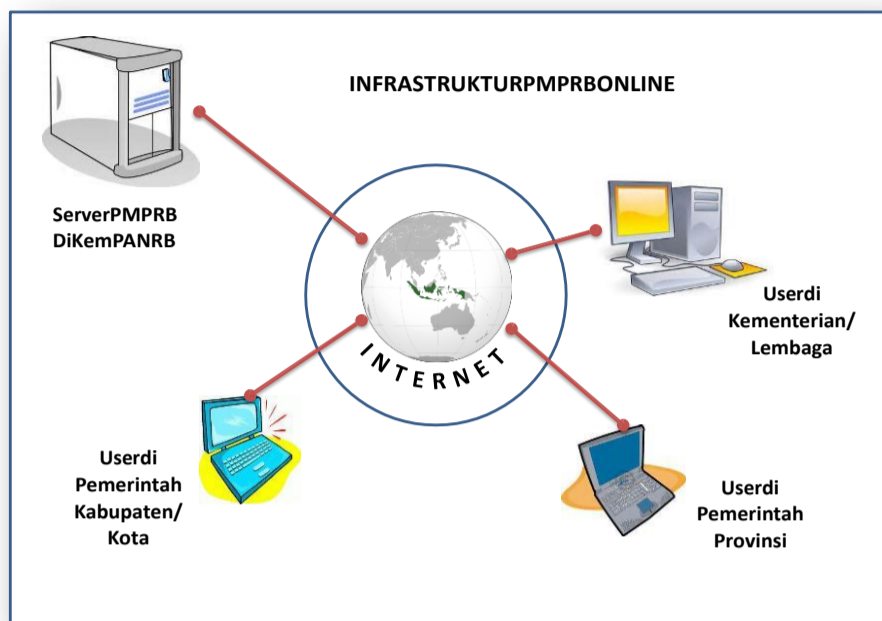 INFRASTRUKTURPMPRBONLINE
ServerPMPRB
DiKemPANRB
Userdi
Kementerian/
Lembaga
INTERNET
Userdi
Pemerintah
Kabupaten/
Kota
Userdi
Pemerintah
Provinsi